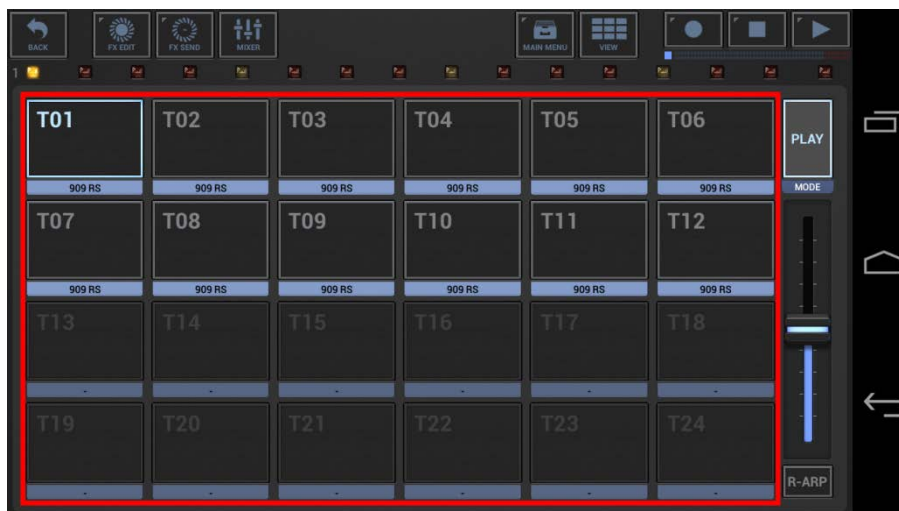 BACK FX EDIT FX SEND MIXER MAIN MENU VIEW
1
T01 T02 T03 T04 T05 T06
PLAY
909 RS 909 RS 909 RS 909 RS 909 RS 909 RS MODE
T07 T08 T09 T10 T11 T12
909 RS 909 RS 909 RS 909 RS 909 RS 909 RS
T13 T14 T15 T16 T17 T18
- - - - - -
T19 T20 T21 T22 T23 T24
R-ARP
- - - - - -